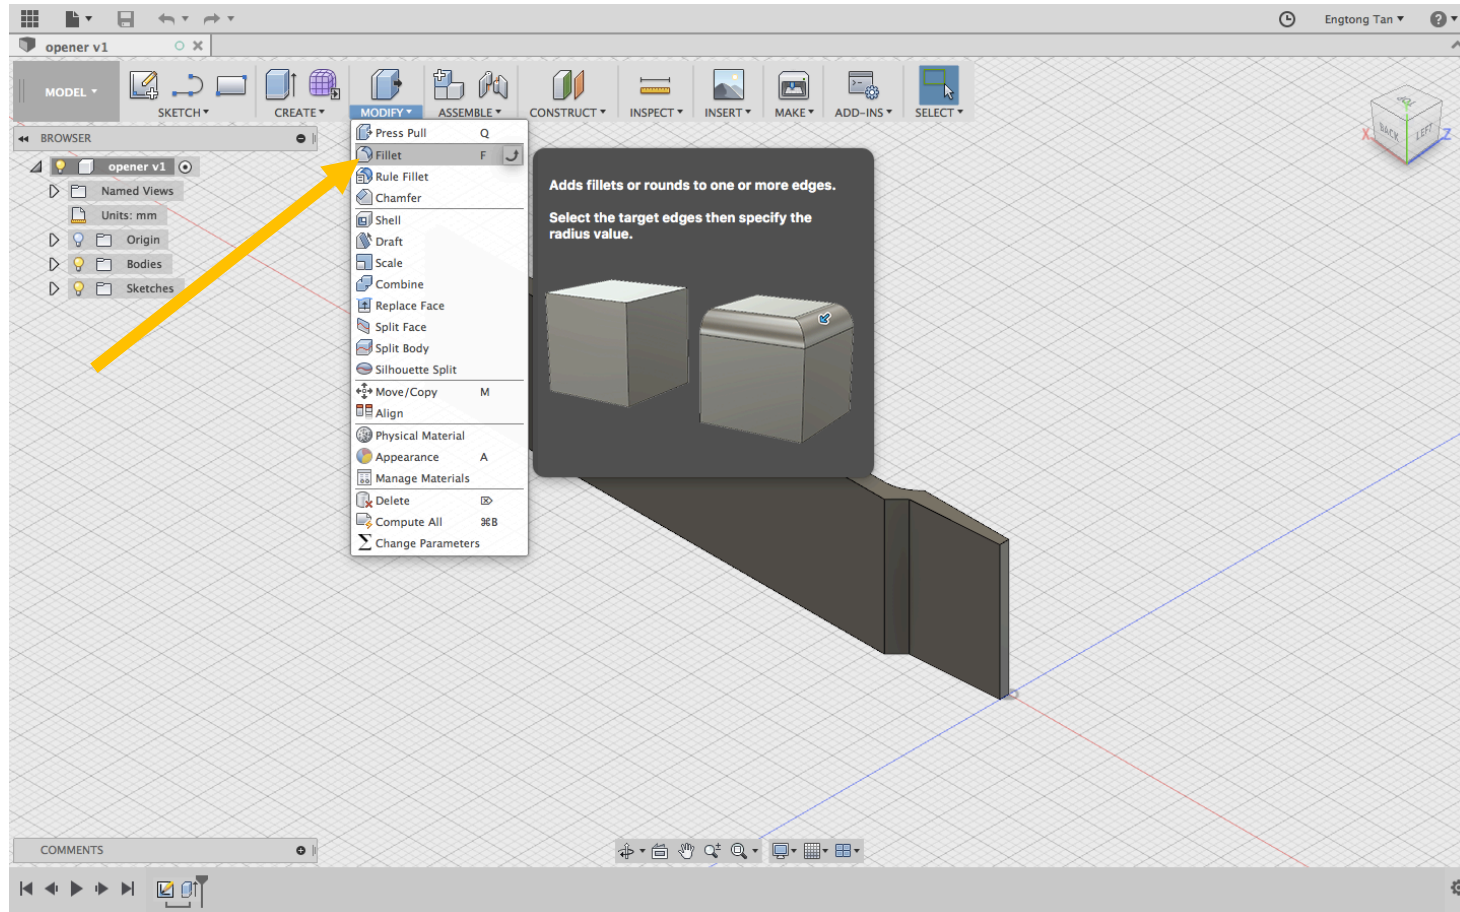 Engtong Tan
?
opener v1
MODEL
SKETCH
CREATE
MODIFY
ASSEMBLE
CONSTRUCT
INSPECT
INSERT
MAKE
ADD-INS
SELECT
BACK
LEFT
X
Z
BROWSER
opener v1
Named Views
Units: mm
Origin
Bodies
Sketches
Press Pull Q
Fillet F
Rule Fillet
Chamfer
Shell
Draft
Scale
Combine
Replace Face
Split Face
Split Body
Silhouette Split
Move/Copy M
Align
Physical Material
Appearance A
Manage Materials
Delete ⌦
Compute All ⌘B
Change Parameters
Adds fillets or rounds to one or more edges.
Select the target edges then specify the
radius value.
COMMENTS